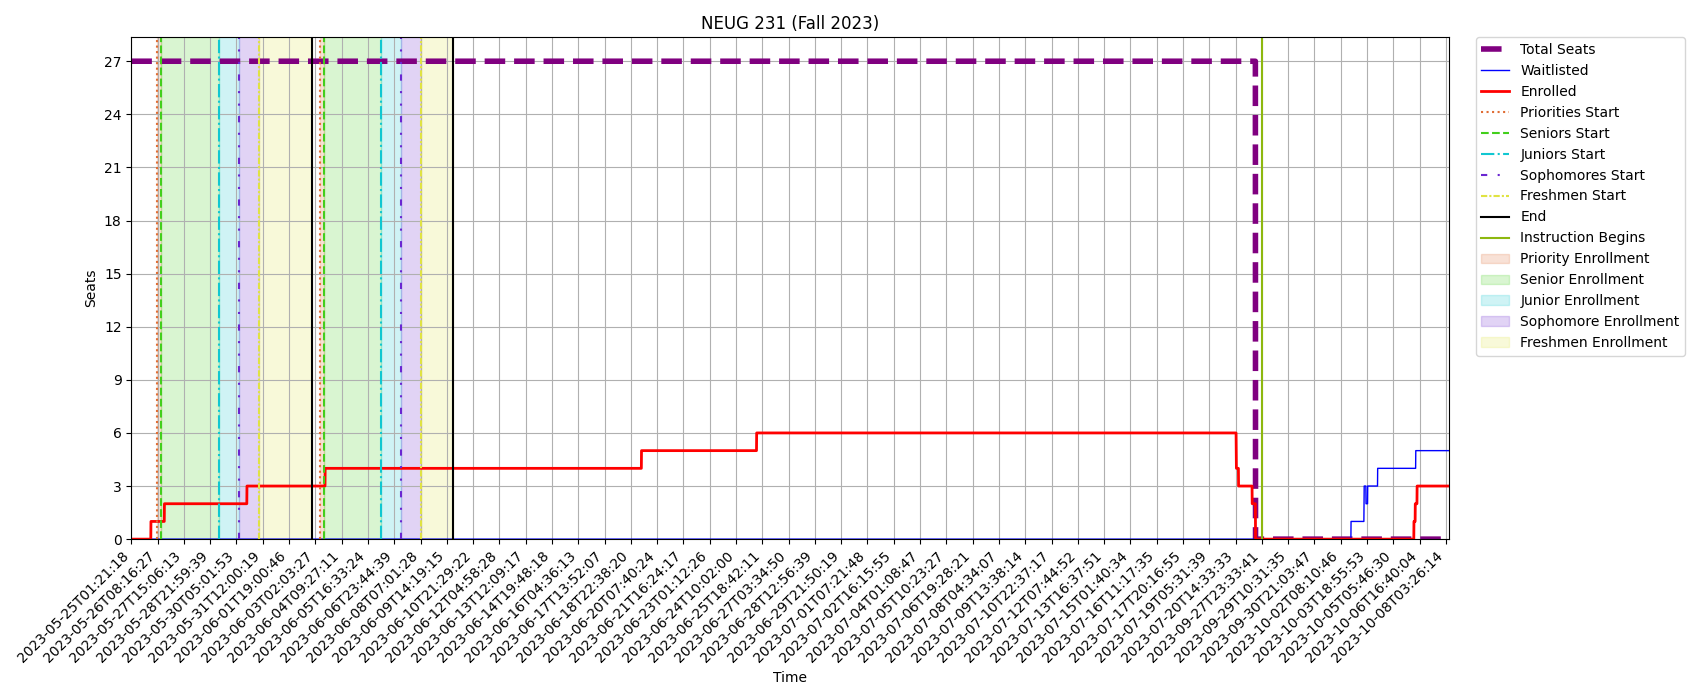 NEUG 231 (Fall 2023)
Seats
27
24
21
18
15
12
9
6
3
0
2023-05-25T01:21:18
2023-05-26T08:16:27
2023-05-27T15:06:13
2023-05-28T21:59:39
2023-05-30T05:01:53
2023-05-31T12:00:19
2023-06-01T19:00:46
2023-06-03T02:03:27
2023-06-04T09:27:11
2023-06-05T16:33:24
2023-06-06T23:44:39
2023-06-08T07:01:28
2023-06-09T14:19:15
2023-06-10T21:29:22
2023-06-12T04:58:28
2023-06-13T12:09:17
2023-06-14T19:48:18
2023-06-16T04:36:13
2023-06-17T13:52:07
2023-06-18T22:38:20
2023-06-20T07:40:24
2023-06-21T16:24:17
2023-06-23T01:12:26
2023-06-24T10:02:00
2023-06-25T18:42:11
2023-06-27T03:34:50
2023-06-28T12:56:39
2023-06-29T21:50:19
2023-07-01T07:21:48
2023-07-02T16:15:55
2023-07-04T01:08:47
2023-07-05T10:23:27
2023-07-06T19:28:21
2023-07-08T04:34:07
2023-07-09T13:38:14
2023-07-10T22:37:17
2023-07-12T07:44:52
2023-07-13T16:37:51
2023-07-15T01:40:34
2023-07-16T11:17:35
2023-07-17T20:16:55
2023-07-19T05:31:39
2023-07-20T14:33:33
2023-09-27T23:33:41
2023-09-29T10:31:35
2023-09-30T21:03:47
2023-10-02T08:10:46
2023-10-03T18:55:53
2023-10-05T05:46:30
2023-10-06T16:40:04
2023-10-08T03:26:14
Time
Total Seats
Waitlisted
Enrolled
Priorities Start
Seniors Start
Juniors Start
Sophomores Start
Freshmen Start
End
Instruction Begins
Priority Enrollment
Senior Enrollment
Junior Enrollment
Sophomore Enrollment
Freshmen Enrollment